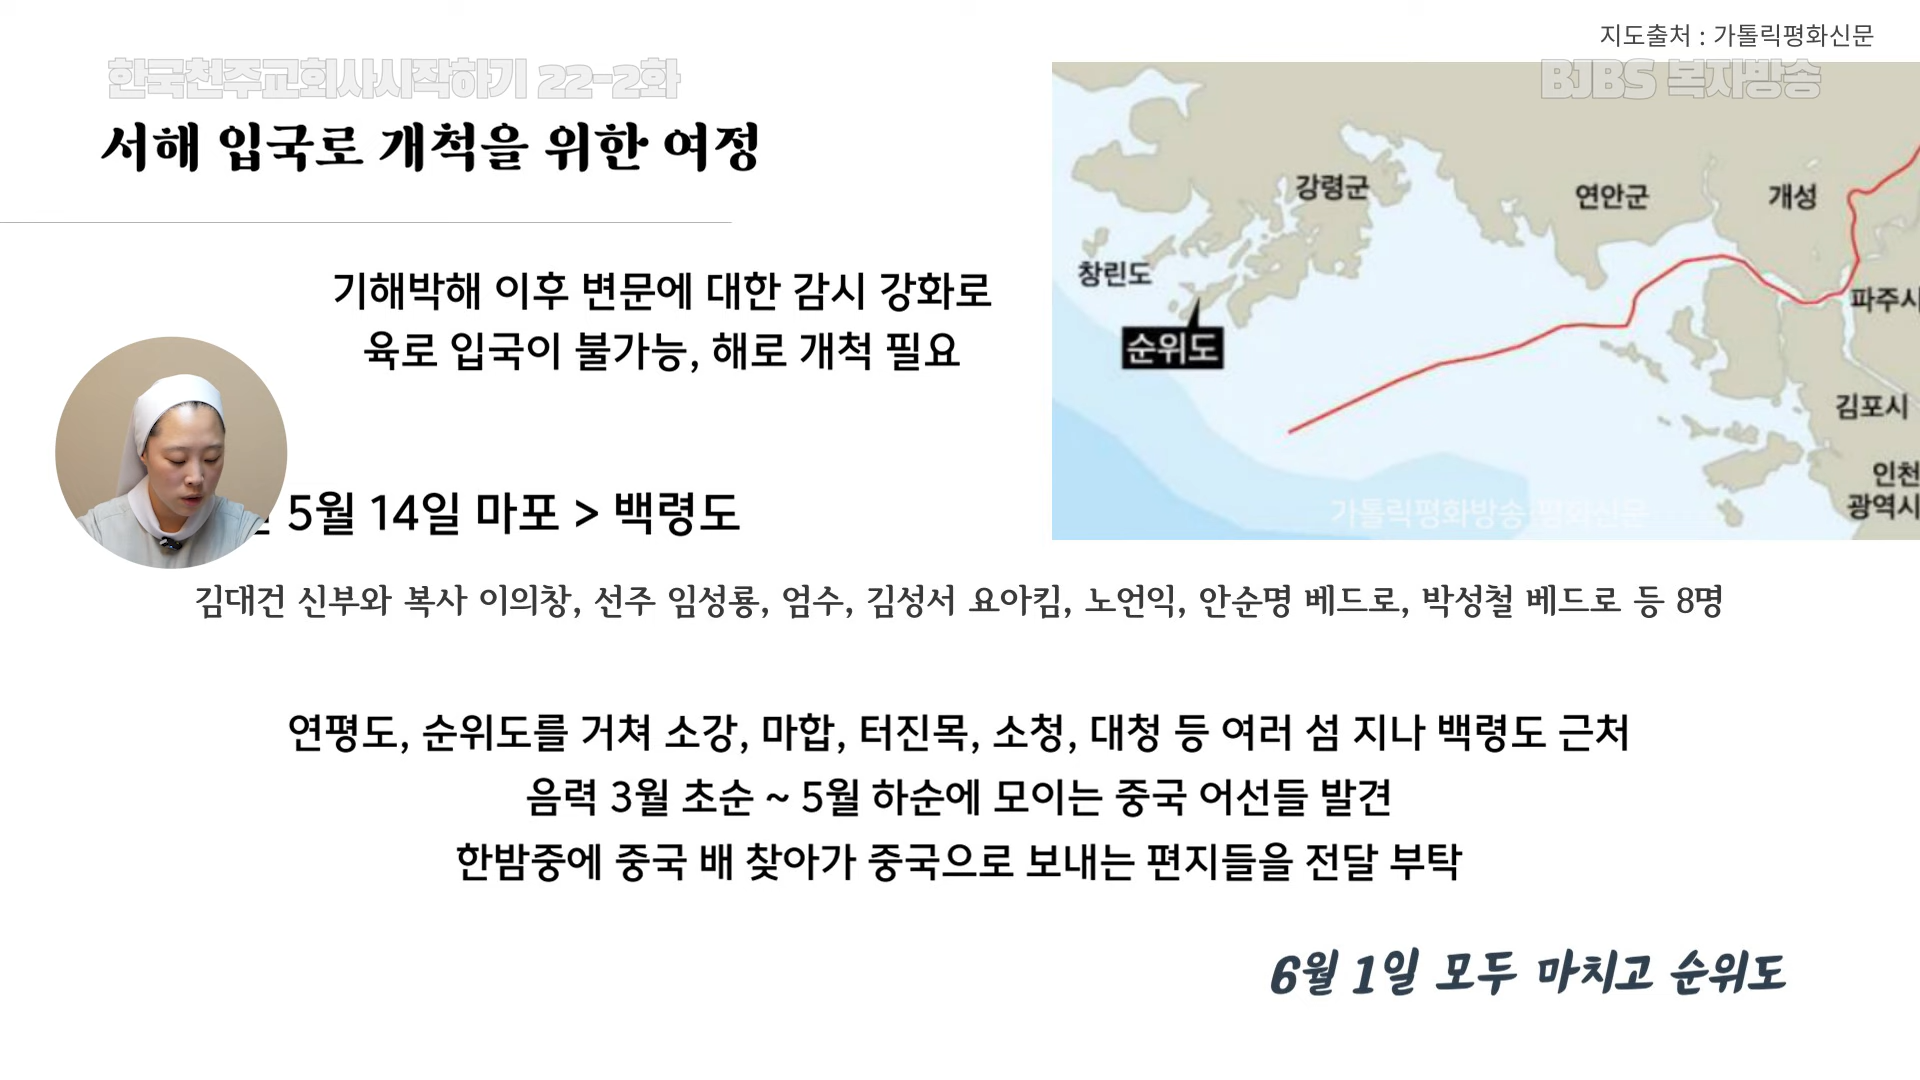 지도출처 : 가톨릭평화신문
한국천주교회사시작하기 22-2화
BJBS 복자방송
서해 입국로 개척을 위한 여정
기해박해 이후 변문에 대한 감시 강화로
육로 입국이 불가능, 해로 개척 필요
강령군
연안군
개성
창린도
순위도
파주시
김포시
인천
광역시
가톨릭평화방송·평화신문
5월 14일 마포 > 백령도
김대건 신부와 복사 이의창, 선주 임성룡, 엄수, 김성서 요아킴, 노언익, 안순명 베드로, 박성철 베드로 등 8명
연평도, 순위도를 거쳐 소강, 마합, 터진목, 소청, 대청 등 여러 섬 지나 백령도 근처
음력 3월 초순 ~ 5월 하순에 모이는 중국 어선들 발견
한밤중에 중국 배 찾아가 중국으로 보내는 편지들을 전달 부탁
6월 1일 모두 마치고 순위도